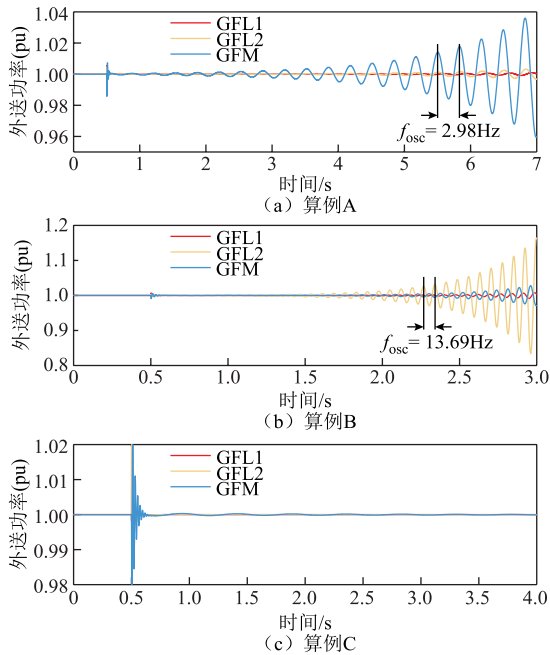 外送功率(pu)
1.04
1.02
1.00
0.98
0.96
GFL1
GFL2
GFM
fosc= 2.98Hz
0 1 2 3 4 5 6 7
时间/s
（a）算例A
外送功率(pu)
1.2
1.1
1.0
0.9
0.8
GFL1
GFL2
GFM
fosc= 13.69Hz
0 0.5 1.0 1.5 2.0 2.5 3.0
时间/s
（b）算例B
外送功率(pu)
1.02
1.01
1.00
0.99
0.98
GFL1
GFL2
GFM
0 0.5 1.0 1.5 2.0 2.5 3.0 3.5 4.0
时间/s
（c）算例C